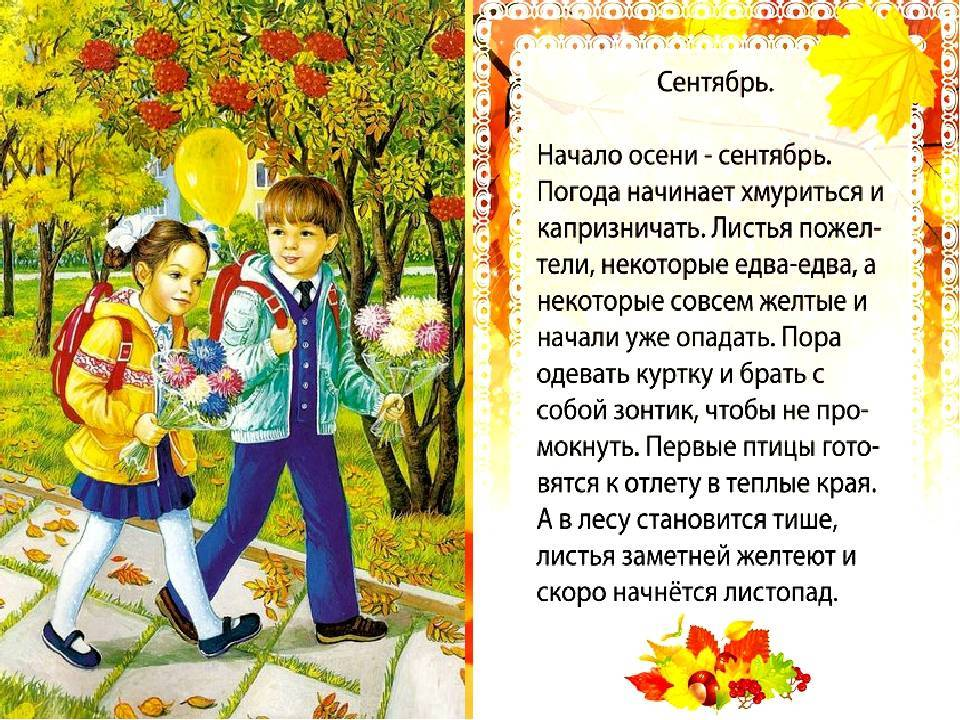 Сентябрь.
Начало осени - сентябрь.
Погода начинает хмуриться и
капризничать. Листья пожел-
тели, некоторые едва-едва, а
некоторые совсем желтые и
начали уже опадать. Пора
одевать куртку и брать с
собой зонтик, чтобы не про-
мокнуть. Первые птицы гото-
вятся к отлету в теплые края.
А в лесу становится тише,
листья заметней желтеют и
скоро начнётся листопад.